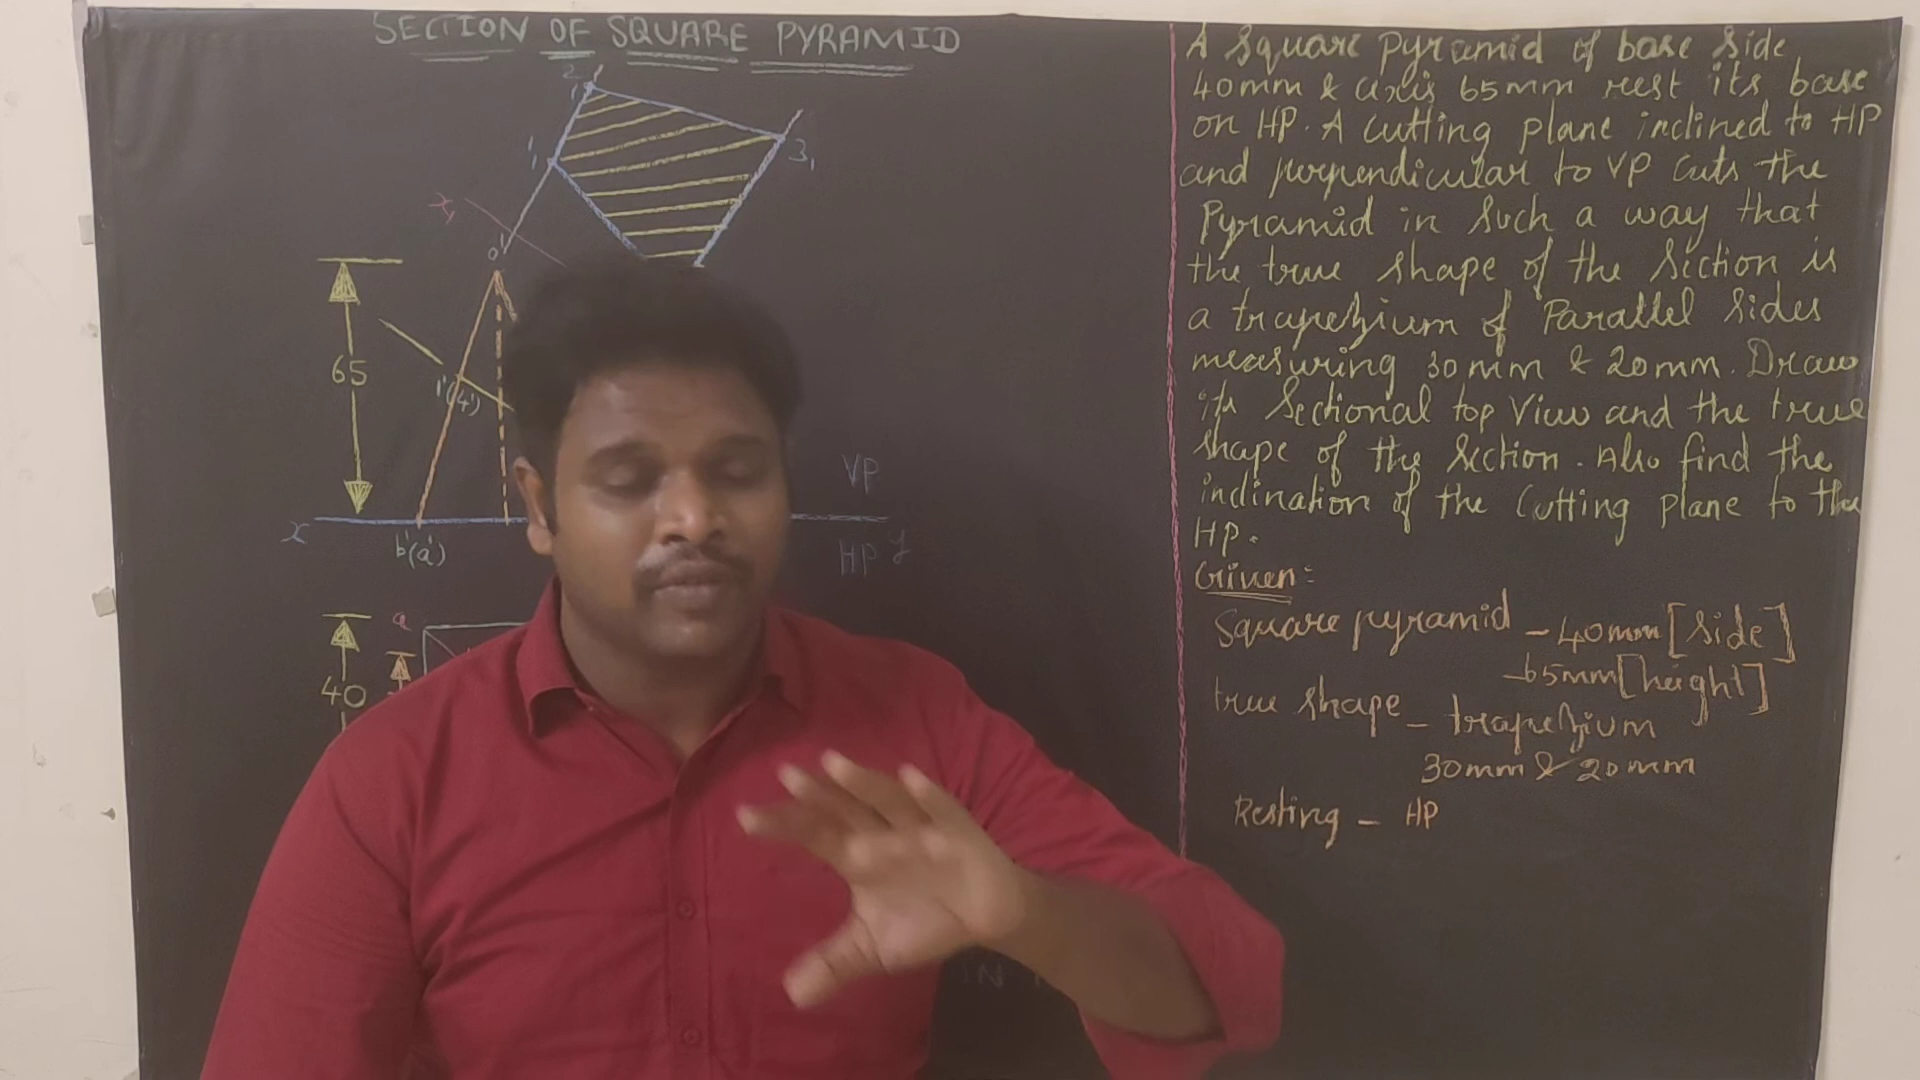 SECTION OF SQUARE PYRAMID
2
1
1'
3,
x,
o'
65
1'(4')
VP
x
b'(a')
HP y
a
40
IN
A Square Pyramid of base Side
40mm & axis 65mm rest its base
on HP. A Cutting plane inclined to HP
and perpendicular to VP cuts the
Pyramid in Such a way that
the true shape of the Section is
a trapezium of Parallel Sides
measuring 30mm & 20mm. Draw
its Sectional top View and the true
shape of the Section. Also find the
inclination of the Cutting plane to the
HP.
Given:
Square pyramid - 40mm [Side]
- 65mm [height]
true shape - trapezium
30mm & 20mm
Resting - HP